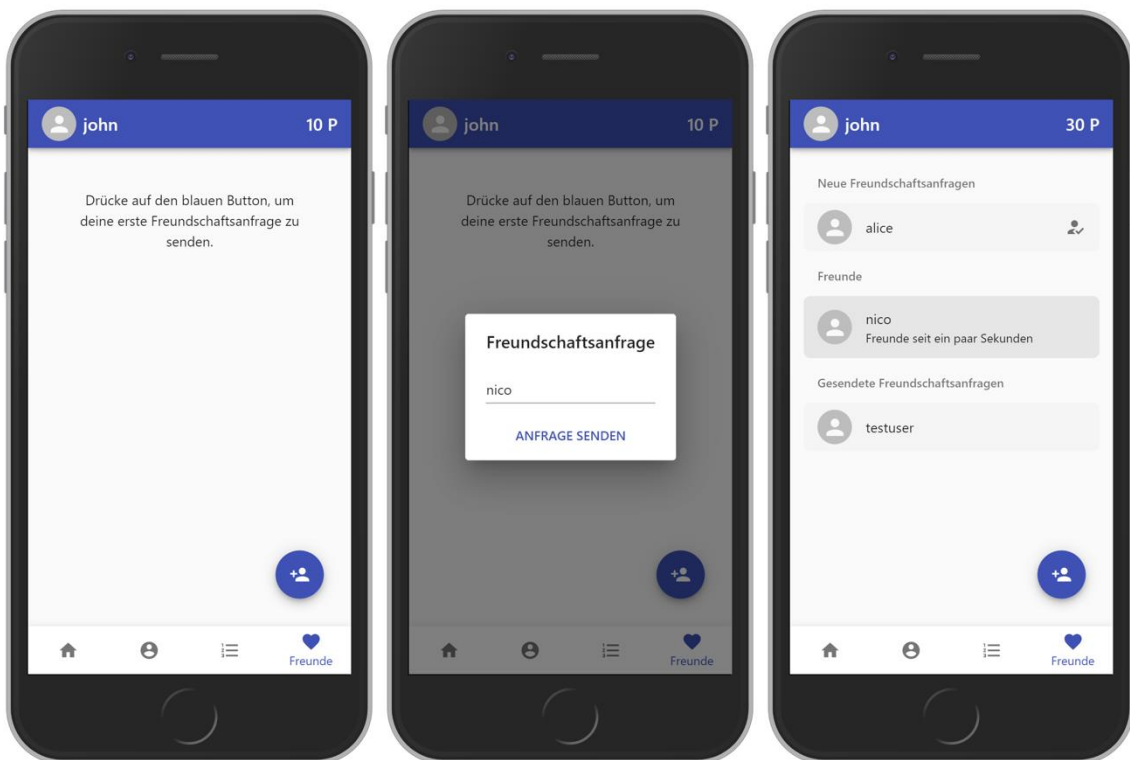 john
10 P
Drücke auf den blauen Button, um
deine erste Freundschaftsanfrage zu
senden.
Freunde
john
10 P
Drücke auf den blauen Button, um
deine erste Freundschaftsanfrage zu
senden.
Freundschaftsanfrage
nico
ANFRAGE SENDEN
Freunde
john
30 P
Neue Freundschaftsanfragen
alice
Freunde
nico
Freunde seit ein paar Sekunden
Gesendete Freundschaftsanfragen
testuser
Freunde